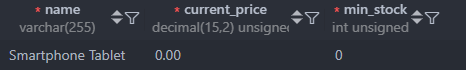 * name * current_price * min_stock
varchar(255) decimal(15,2) unsigned int unsigned
Smartphone Tablet 0.00 0